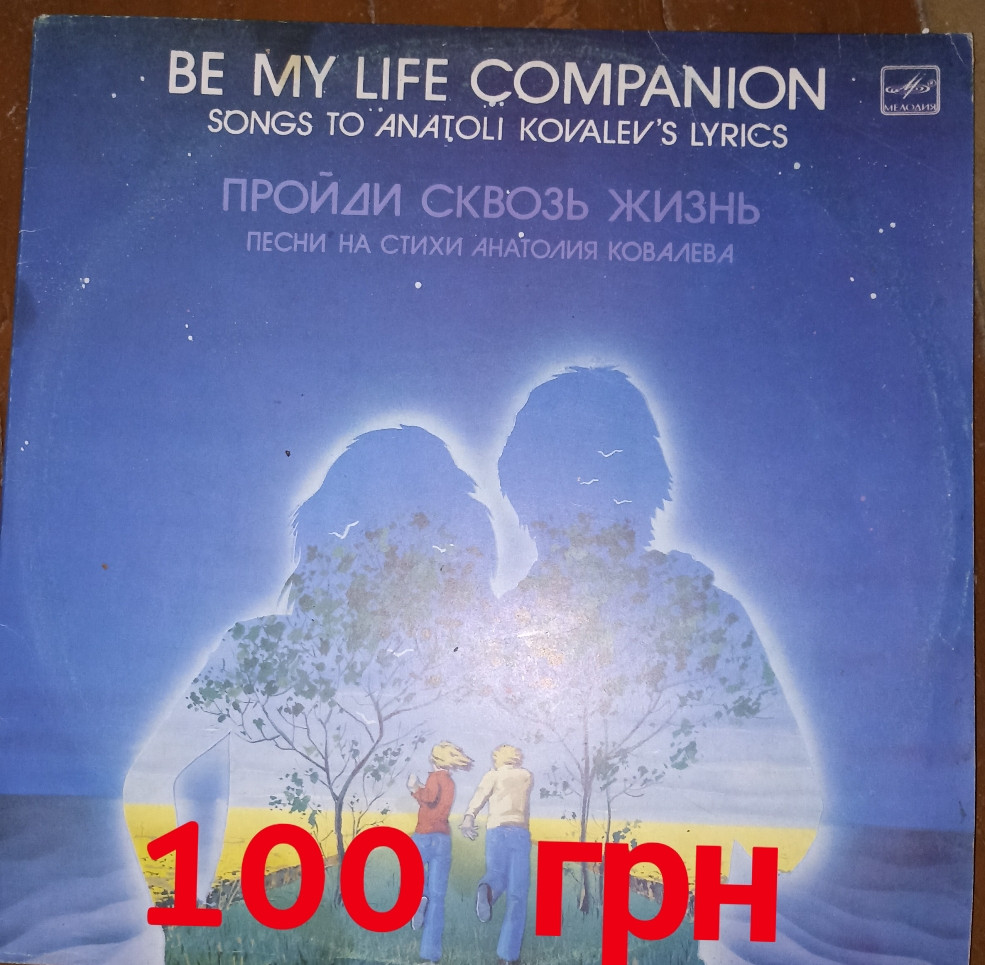 BE MY LIFE COMPANION
МЕЛОДИЯ
SONGS TO ANATOLI KOVALEV'S LYRICS
ПРОЙДИ СКВОЗЬ ЖИЗНЬ
ПЕСНИ НА СТИХИ АНАТОЛИЯ КОВАЛЕВА
100 грн